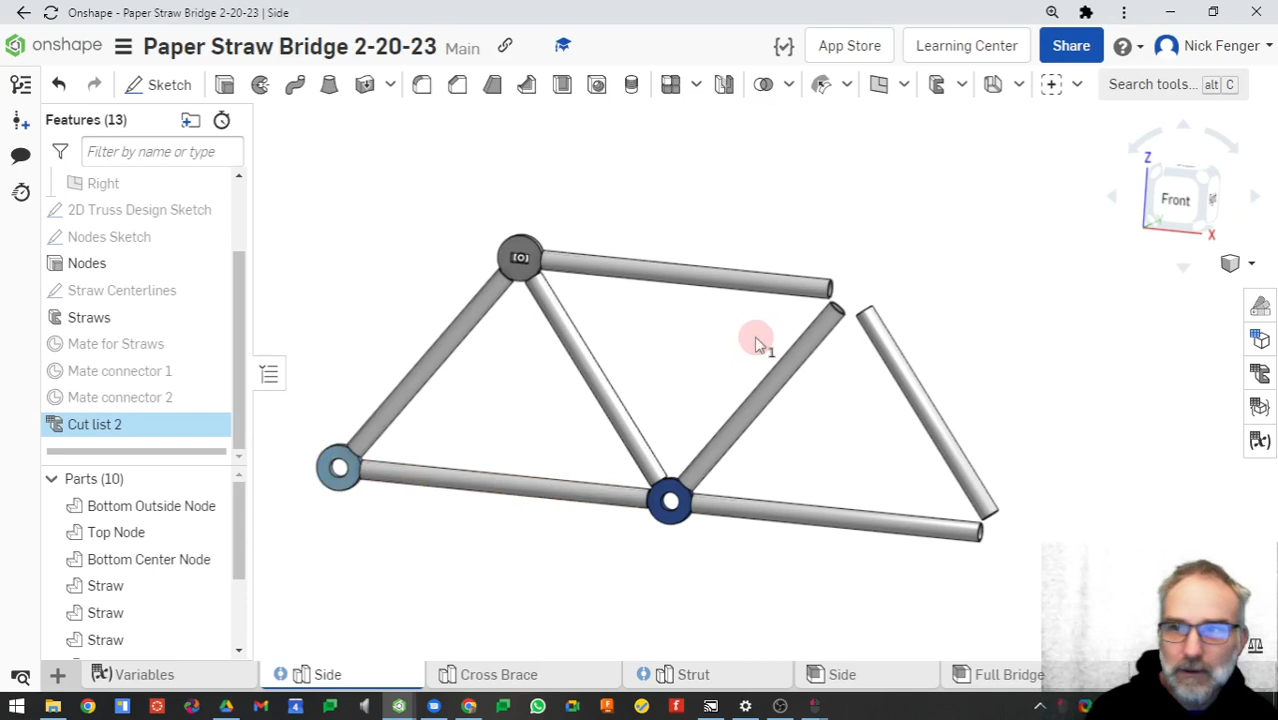 Onshape - Paper Straw Bridge 2-20-23 | Side
onshape Paper Straw Bridge 2-20-23 Main App Store Learning Center Share Nick Fenger
Sketch Search tools... alt C
Features (13)
Filter by name or type
Right
2D Truss Design Sketch
Nodes Sketch
Nodes
Straw Centerlines
Straws
Mate for Straws
Mate connector 1
Mate connector 2
Cut list 2
Parts (10)
Bottom Outside Node
Top Node
Bottom Center Node
Straw
Straw
Straw
Z
Front
X
1
Variables Side Cross Brace Strut Side Full Bridge